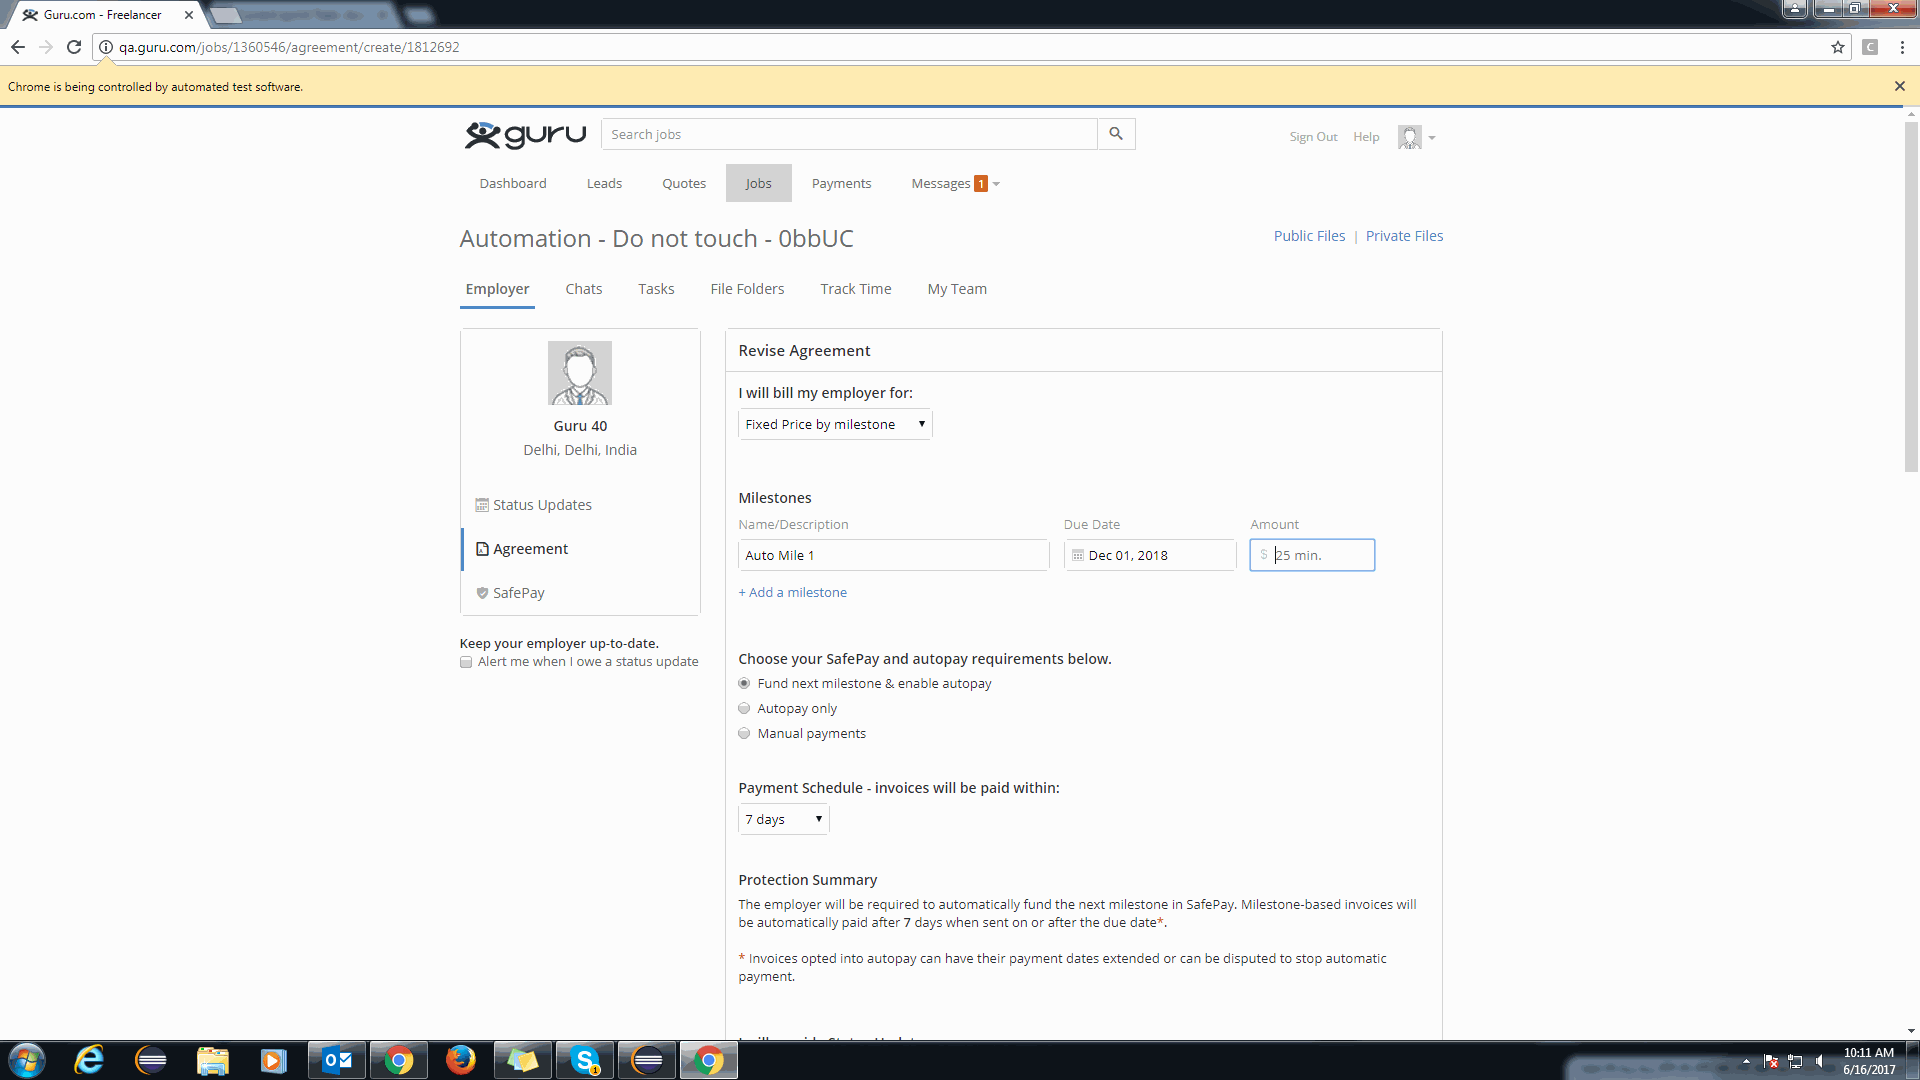 Guru.com - Freelancer
qa.guru.com/jobs/1360546/agreement/create/1812692
C
Chrome is being controlled by automated test software.
guru
Search jobs
Sign Out Help
Dashboard Leads Quotes Jobs Payments Messages 1
Automation - Do not touch - 0bbUC
Public Files | Private Files
Employer Chats Tasks File Folders Track Time My Team
Guru 40
Delhi, Delhi, India
Status Updates
Agreement
SafePay
Keep your employer up-to-date.
Alert me when I owe a status update
Revise Agreement
I will bill my employer for:
Fixed Price by milestone
Milestones
Name/Description Due Date Amount
Auto Mile 1 Dec 01, 2018 $ 25 min.
+ Add a milestone
Choose your SafePay and autopay requirements below.
Fund next milestone & enable autopay
Autopay only
Manual payments
Payment Schedule - invoices will be paid within:
7 days
Protection Summary
The employer will be required to automatically fund the next milestone in SafePay. Milestone-based invoices will
be automatically paid after 7 days when sent on or after the due date*.
* Invoices opted into autopay can have their payment dates extended or can be disputed to stop automatic
payment.
10:11 AM
6/16/2017